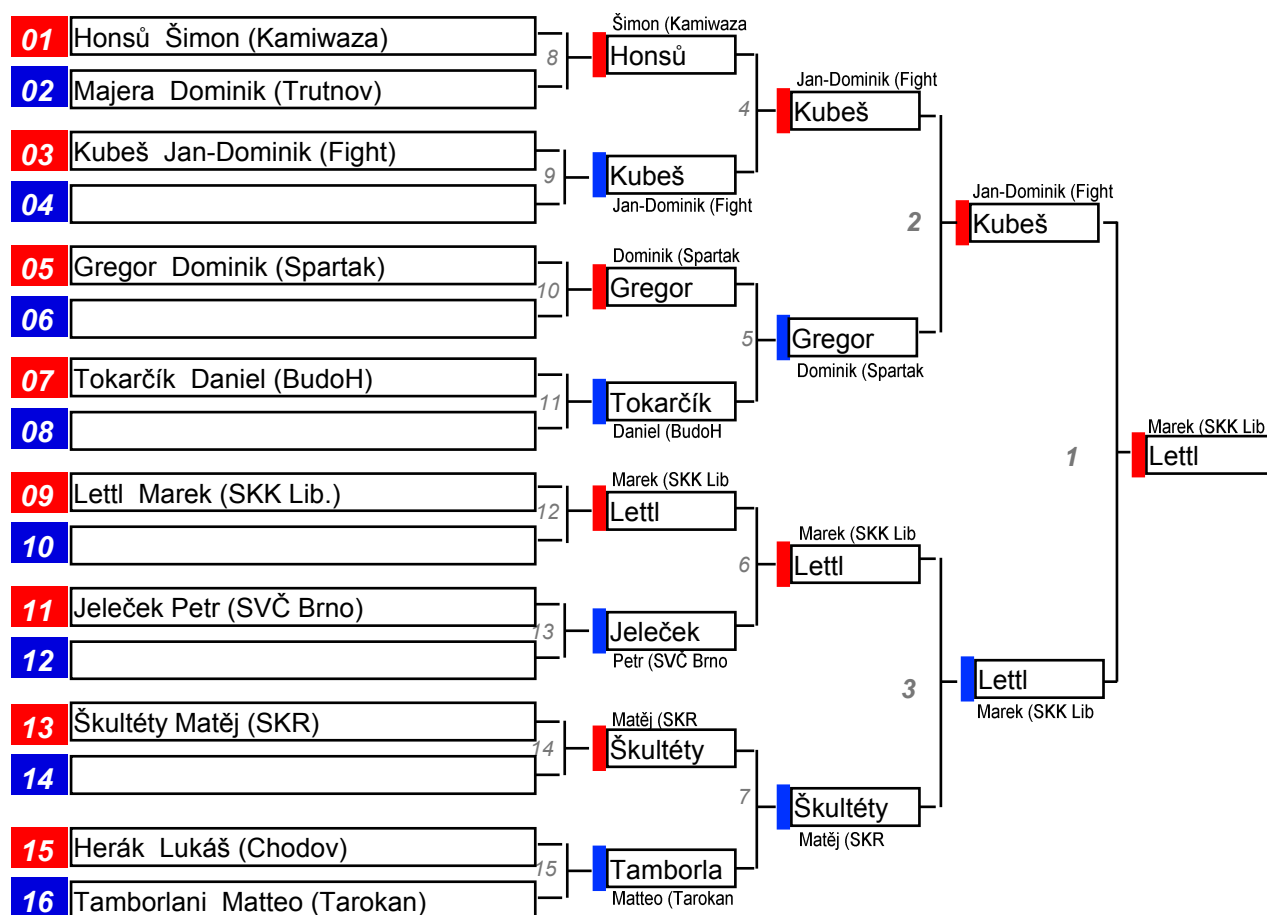 01 Honsů Šimon (Kamiwaza)
02 Majera Dominik (Trutnov)
03 Kubeš Jan-Dominik (Fight)
04
05 Gregor Dominik (Spartak)
06
07 Tokarčík Daniel (BudoH)
08
09 Lettl Marek (SKK Lib.)
10
11 Jeleček Petr (SVČ Brno)
12
13 Škultéty Matěj (SKR)
14
15 Herák Lukáš (Chodov)
16 Tamborlani Matteo (Tarokan)
8
9
10
11
12
13
14
15
Šimon (Kamiwaza
Honsů
Kubeš
Jan-Dominik (Fight
Dominik (Spartak
Gregor
Tokarčík
Daniel (BudoH
Marek (SKK Lib
Lettl
Jeleček
Petr (SVČ Brno
Matěj (SKR
Škultéty
Tamborla
Matteo (Tarokan
4
5
6
7
Jan-Dominik (Fight
Kubeš
Gregor
Dominik (Spartak
Marek (SKK Lib
Lettl
Škultéty
Matěj (SKR
2
3
Jan-Dominik (Fight
Kubeš
Lettl
Marek (SKK Lib
1
Marek (SKK Lib
Lettl